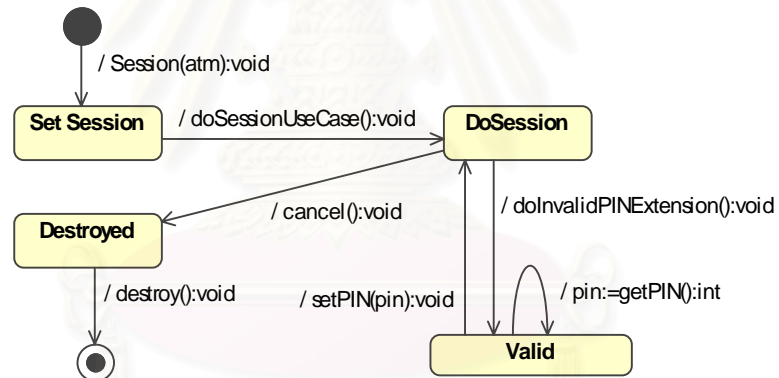 / Session(atm):void
Set Session
/ doSessionUseCase():void
DoSession
/ cancel():void
/ doInvalidPINExtension():void
Destroyed
/ destroy():void
/ setPIN(pin):void
/ pin:=getPIN():int
Valid